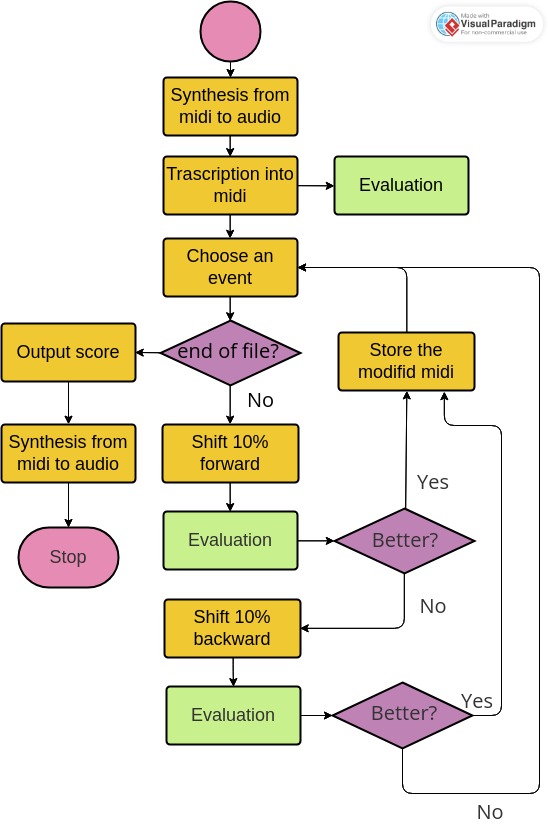 Made with
Visual Paradigm
For non-commercial use
Synthesis from
midi to audio
Trascription into
midi
Evaluation
Choose an
event
Output score
end of file?
Store the
modifid midi
No
Synthesis from
midi to audio
Shift 10%
forward
Yes
Stop
Evaluation
Better?
No
Shift 10%
backward
Evaluation
Better?
Yes
No